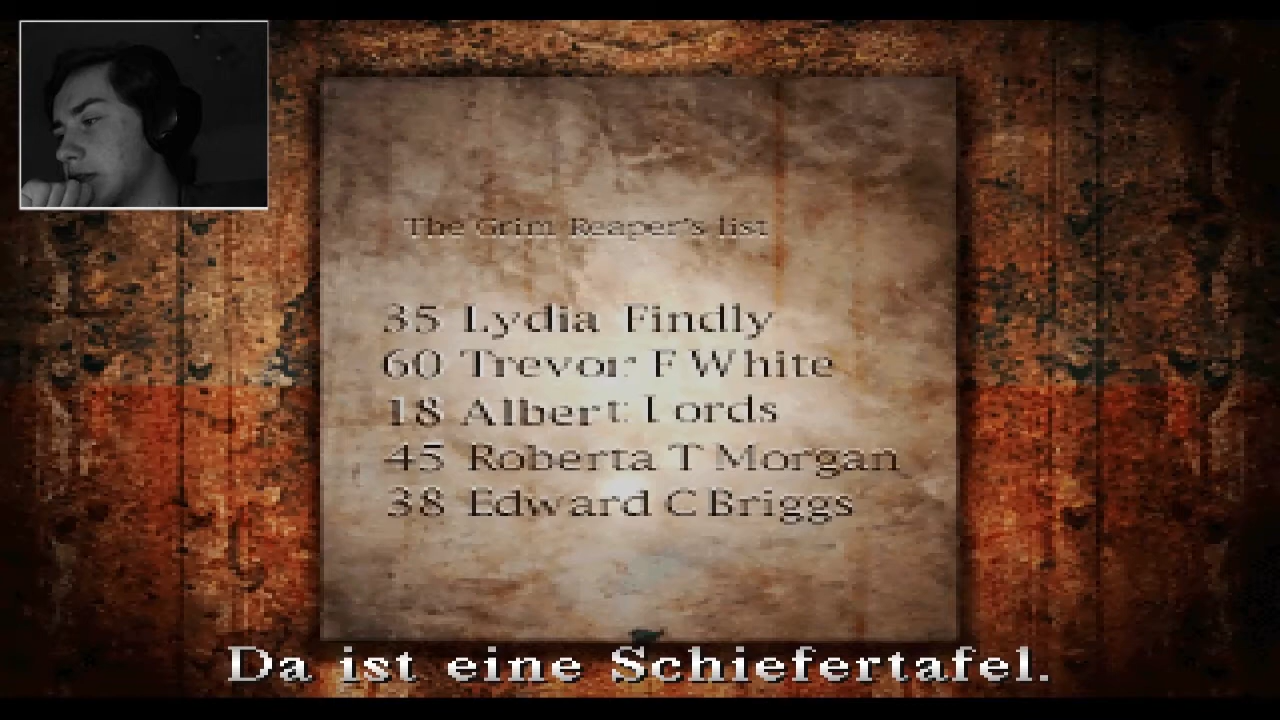 The Grim Reaper's list
35 Lydia Findly
60 Trevor F White
18 Albert Lords
45 Roberta T Morgan
38 Edward C Briggs
Da ist eine Schiefertafel.